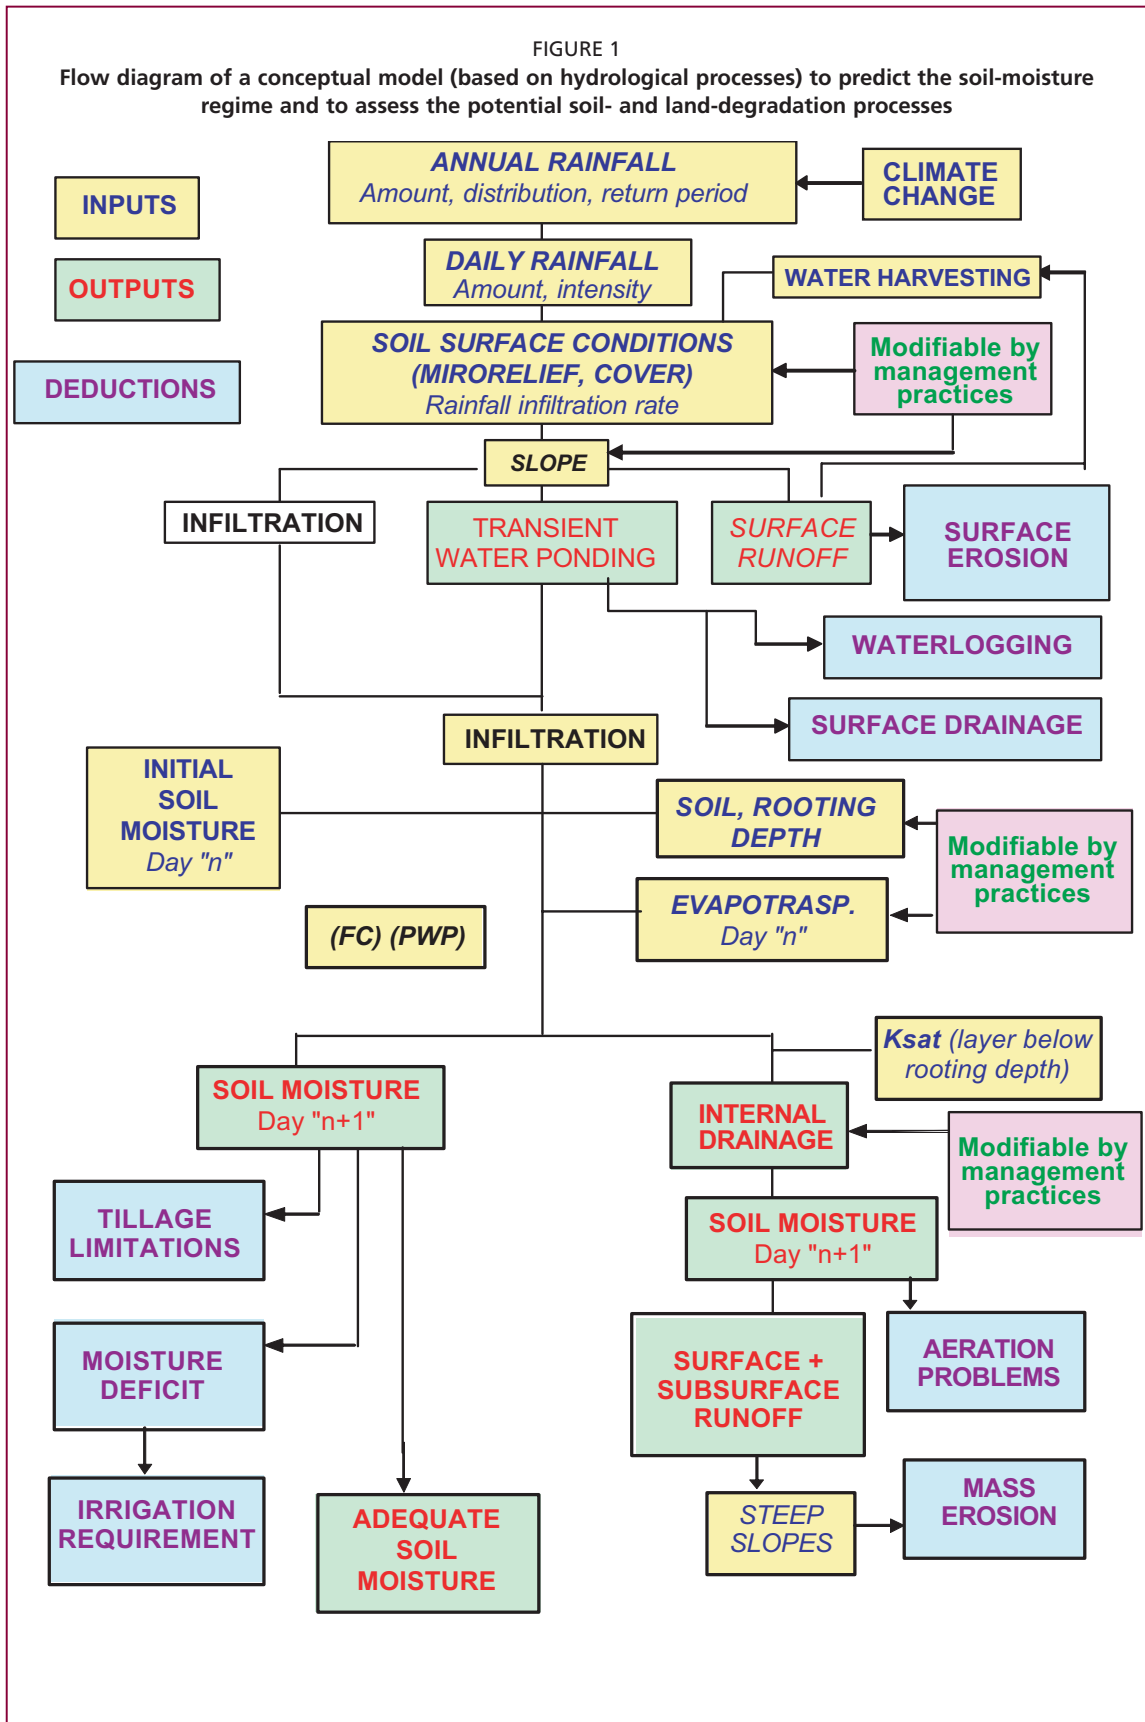 FIGURE 1
Flow diagram of a conceptual model (based on hydrological processes) to predict the soil-moisture
regime and to assess the potential soil- and land-degradation processes
ANNUAL RAINFALL
Amount, distribution, return period
CLIMATE
CHANGE
INPUTS
DAILY RAINFALL
Amount, intensity
WATER HARVESTING
OUTPUTS
SOIL SURFACE CONDITIONS
(MIRORELIEF, COVER)
Rainfall infiltration rate
Modifiable by
management
practices
DEDUCTIONS
SLOPE
INFILTRATION
TRANSIENT
WATER PONDING
SURFACE
RUNOFF
SURFACE
EROSION
WATERLOGGING
SURFACE DRAINAGE
INFILTRATION
INITIAL
SOIL
MOISTURE
Day "n"
SOIL, ROOTING
DEPTH
Modifiable by
management
practices
EVAPOTRASP.
Day "n"
(FC) (PWP)
Ksat (layer below
rooting depth)
SOIL MOISTURE
Day "n+1"
INTERNAL
DRAINAGE
Modifiable by
management
practices
TILLAGE
LIMITATIONS
SOIL MOISTURE
Day "n+1"
MOISTURE
DEFICIT
SURFACE +
SUBSURFACE
RUNOFF
AERATION
PROBLEMS
IRRIGATION
REQUIREMENT
ADEQUATE
SOIL
MOISTURE
STEEP
SLOPES
MASS
EROSION